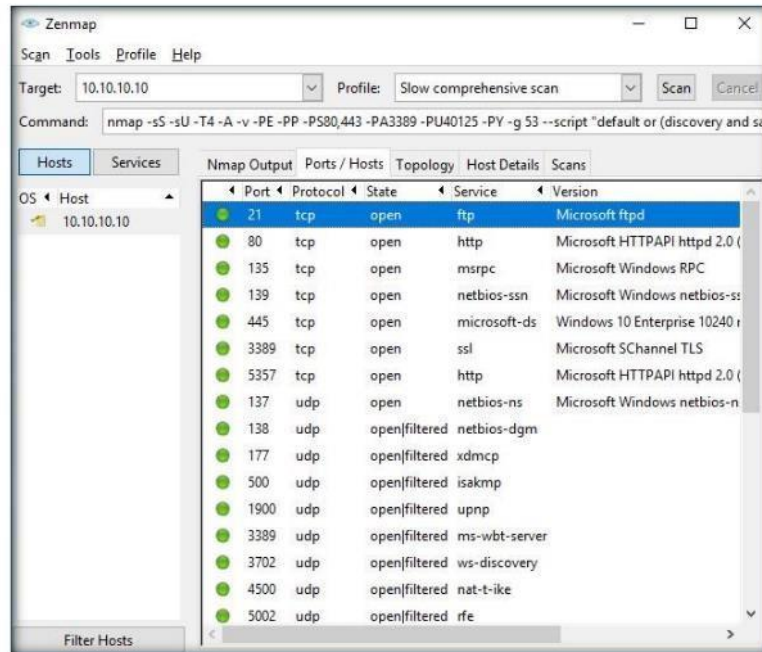 Zenmap
Scan Tools Profile Help
Target: 10.10.10.10 Profile: Slow comprehensive scan Scan Cancel
Command: nmap -sS -sU -T4 -A -v -PE -PP -PS80,443 -PA3389 -PU40125 -PY -g 53 --script "default or (discovery and sa
Hosts Services Nmap Output Ports / Hosts Topology Host Details Scans
OS Host Port Protocol State Service Version
10.10.10.10
21 tcp open ftp Microsoft ftpd
80 tcp open http Microsoft HTTPAPI httpd 2.0 (
135 tcp open msrpc Microsoft Windows RPC
139 tcp open netbios-ssn Microsoft Windows netbios-ss
445 tcp open microsoft-ds Windows 10 Enterprise 10240 r
3389 tcp open ssl Microsoft SChannel TLS
5357 tcp open http Microsoft HTTPAPI httpd 2.0 (
137 udp open netbios-ns Microsoft Windows netbios-n
138 udp open|filtered netbios-dgm
177 udp open|filtered xdmcp
500 udp open|filtered isakmp
1900 udp open|filtered upnp
3389 udp open|filtered ms-wbt-server
3702 udp open|filtered ws-discovery
4500 udp open|filtered nat-t-ike
5002 udp open|filtered rfe
Filter Hosts